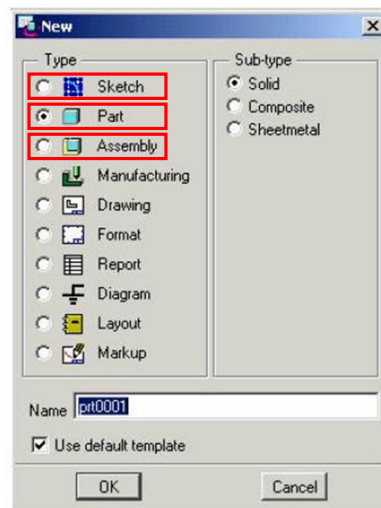 New
Type
Sketch
Part
Assembly
Manufacturing
Drawing
Format
Report
Diagram
Layout
Markup
Sub-type
Solid
Composite
Sheetmetal
Name prt0001
Use default template
OK Cancel